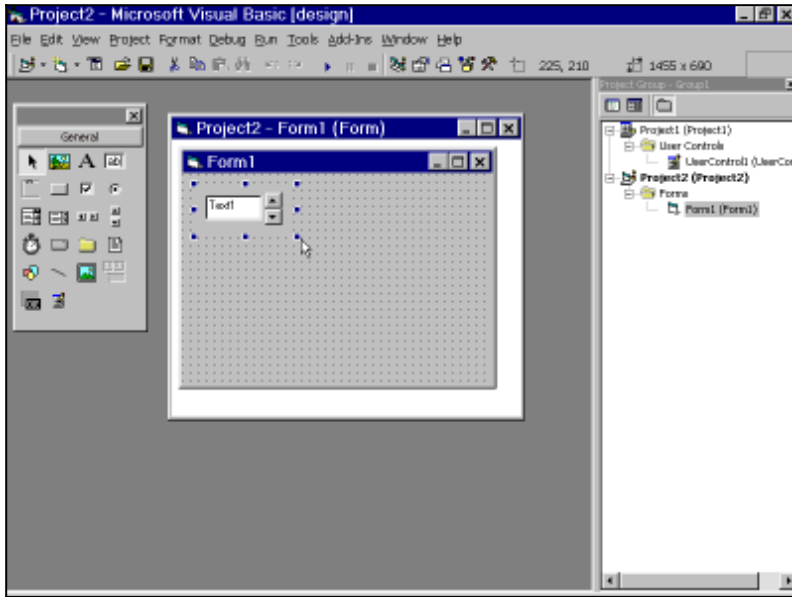 Project2 - Microsoft Visual Basic [design]
File Edit View Project Format Debug Run Tools Add-Ins Window Help
225, 210
1455 x 690
Project Group - Group1
General
A
ab|
Project2 - Form1 (Form)
Form1
Text1
Project1 (Project1)
User Controls
UserControl1 (UserCor
Project2 (Project2)
Forms
Form1 (Form1)